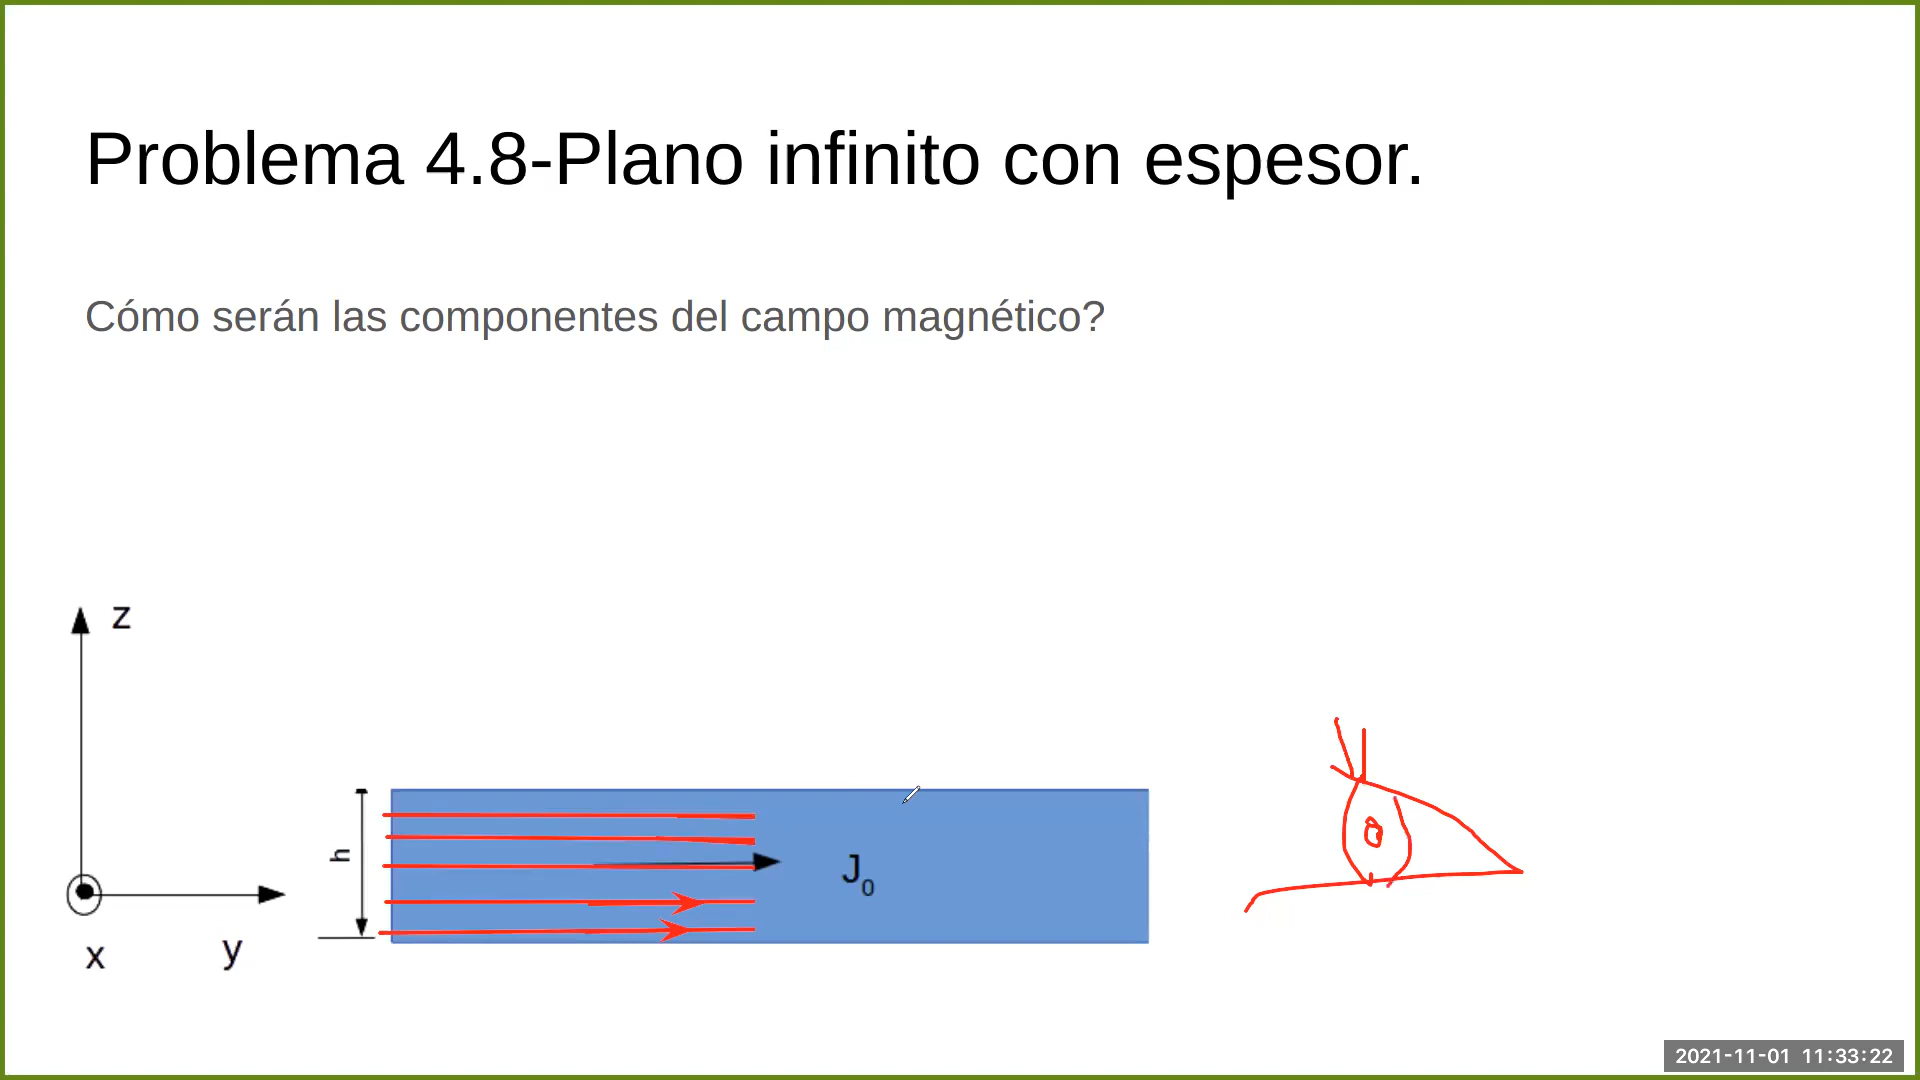 Problema 4.8-Plano infinito con espesor.
Cómo serán las componentes del campo magnético?
z
h
J0
x
y
2021-11-01 11:33:22